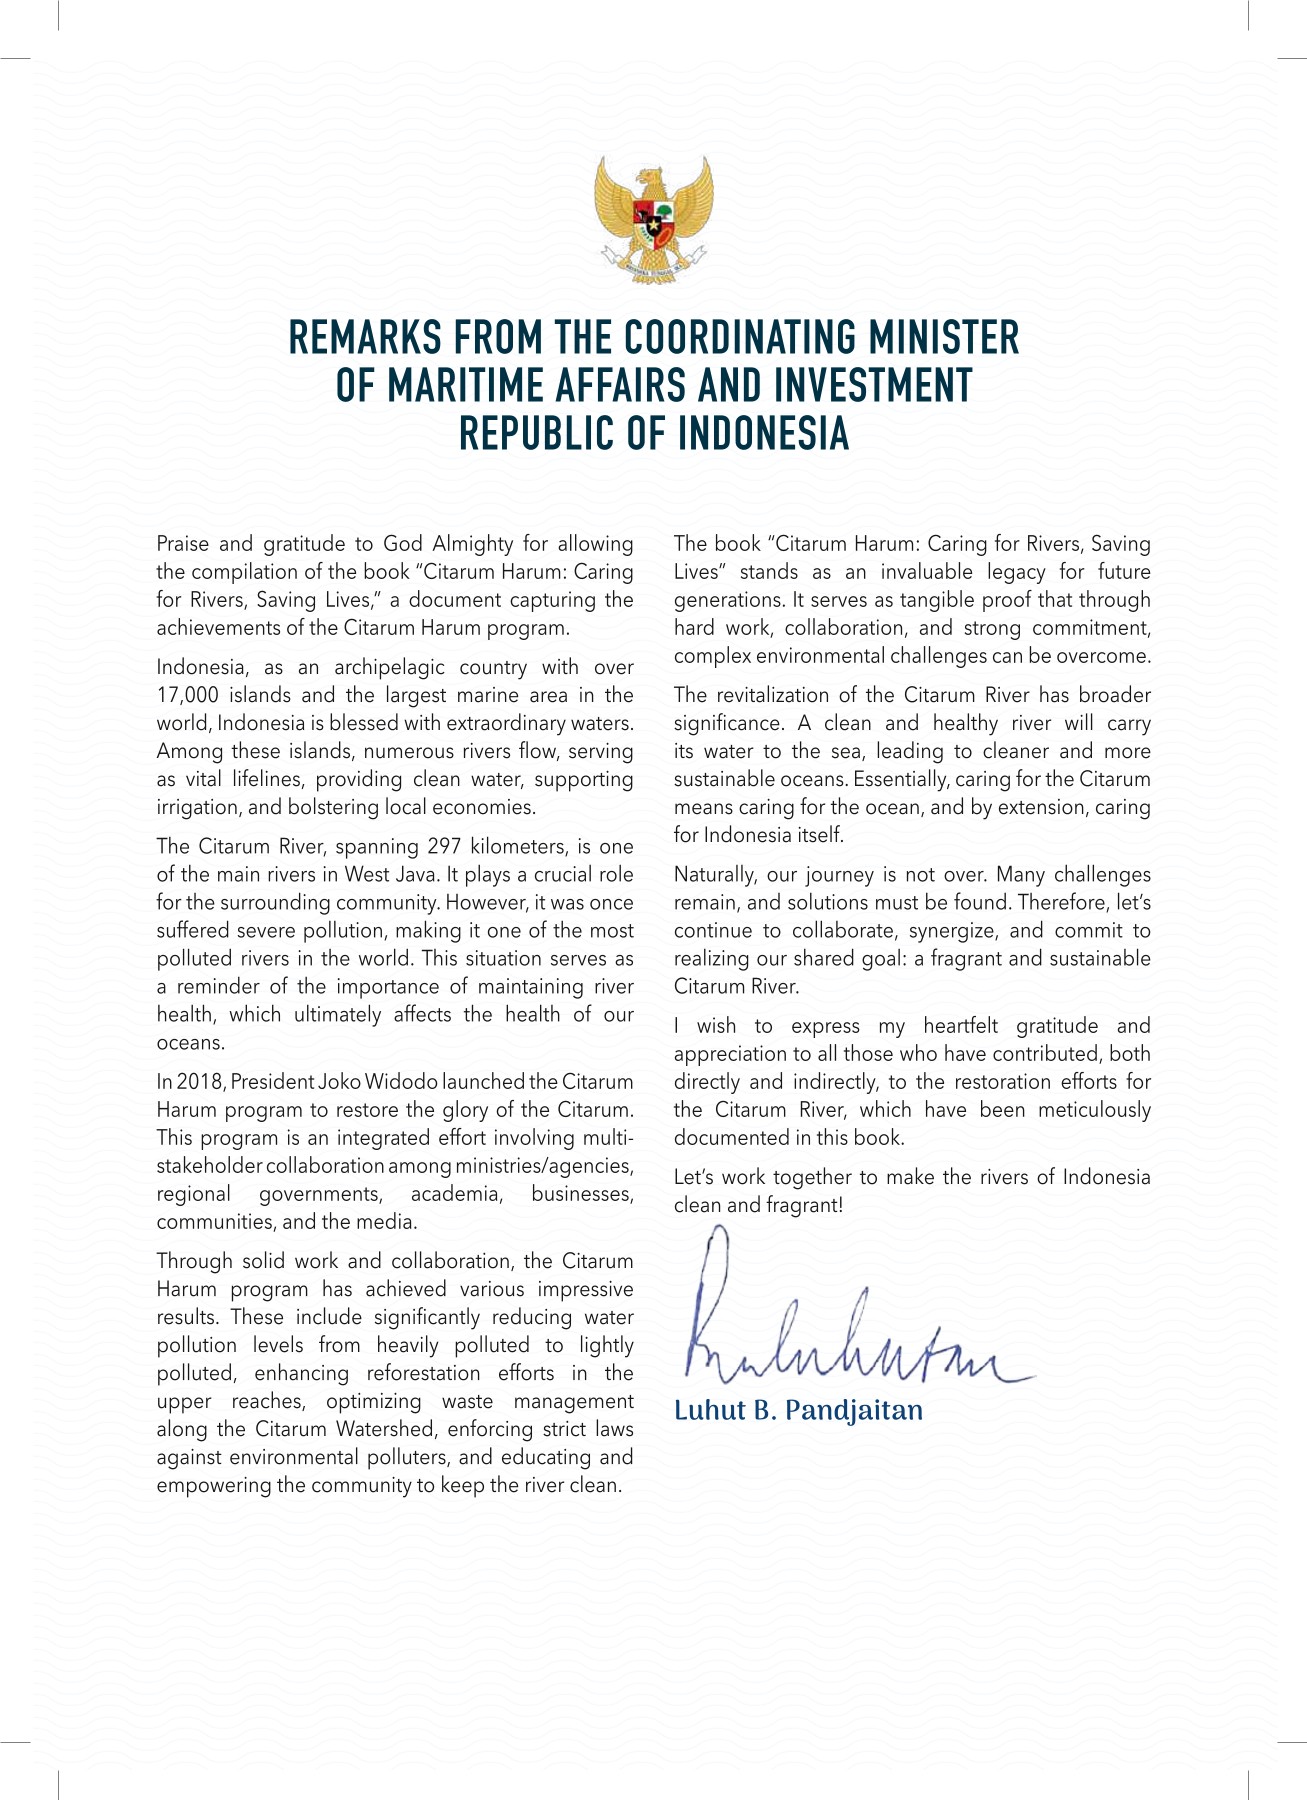 REMARKS FROM THE COORDINATING MINISTER
OF MARITIME AFFAIRS AND INVESTMENT
REPUBLIC OF INDONESIA
Praise and gratitude to God Almighty for allowing
the compilation of the book “Citarum Harum: Caring
for Rivers, Saving Lives,” a document capturing the
achievements of the Citarum Harum program.
Indonesia, as an archipelagic country with over
17,000 islands and the largest marine area in the
world, Indonesia is blessed with extraordinary waters.
Among these islands, numerous rivers flow, serving
as vital lifelines, providing clean water, supporting
irrigation, and bolstering local economies.
The Citarum River, spanning 297 kilometers, is one
of the main rivers in West Java. It plays a crucial role
for the surrounding community. However, it was once
suffered severe pollution, making it one of the most
polluted rivers in the world. This situation serves as
a reminder of the importance of maintaining river
health, which ultimately affects the health of our
oceans.
In 2018, President Joko Widodo launched the Citarum
Harum program to restore the glory of the Citarum.
This program is an integrated effort involving multi-
stakeholder collaboration among ministries/agencies,
regional governments, academia, businesses,
communities, and the media.
Through solid work and collaboration, the Citarum
Harum program has achieved various impressive
results. These include significantly reducing water
pollution levels from heavily polluted to lightly
polluted, enhancing reforestation efforts in the
upper reaches, optimizing waste management
along the Citarum Watershed, enforcing strict laws
against environmental polluters, and educating and
empowering the community to keep the river clean.
The book “Citarum Harum: Caring for Rivers, Saving
Lives” stands as an invaluable legacy for future
generations. It serves as tangible proof that through
hard work, collaboration, and strong commitment,
complex environmental challenges can be overcome.
The revitalization of the Citarum River has broader
significance. A clean and healthy river will carry
its water to the sea, leading to cleaner and more
sustainable oceans. Essentially, caring for the Citarum
means caring for the ocean, and by extension, caring
for Indonesia itself.
Naturally, our journey is not over. Many challenges
remain, and solutions must be found. Therefore, let’s
continue to collaborate, synergize, and commit to
realizing our shared goal: a fragrant and sustainable
Citarum River.
I wish to express my heartfelt gratitude and
appreciation to all those who have contributed, both
directly and indirectly, to the restoration efforts for
the Citarum River, which have been meticulously
documented in this book.
Let’s work together to make the rivers of Indonesia
clean and fragrant!
Luhut B. Pandjaitan